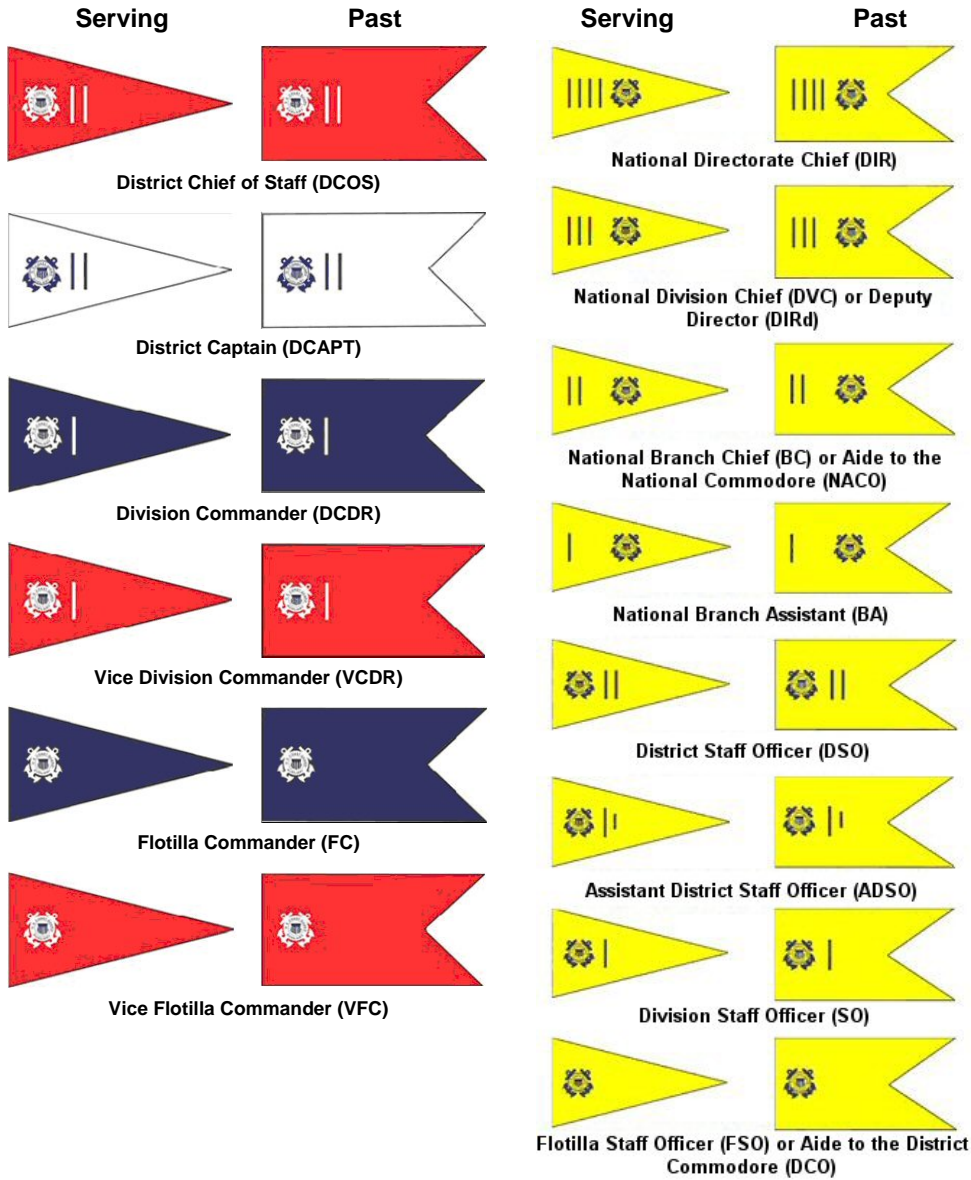 Serving Past
District Chief of Staff (DCOS)
District Captain (DCAPT)
Division Commander (DCDR)
Vice Division Commander (VCDR)
Flotilla Commander (FC)
Vice Flotilla Commander (VFC)
Serving Past
National Directorate Chief (DIR)
National Division Chief (DVC) or Deputy
Director (DIRd)
National Branch Chief (BC) or Aide to the
National Commodore (NACO)
National Branch Assistant (BA)
District Staff Officer (DSO)
Assistant District Staff Officer (ADSO)
Division Staff Officer (SO)
Flotilla Staff Officer (FSO) or Aide to the District
Commodore (DCO)